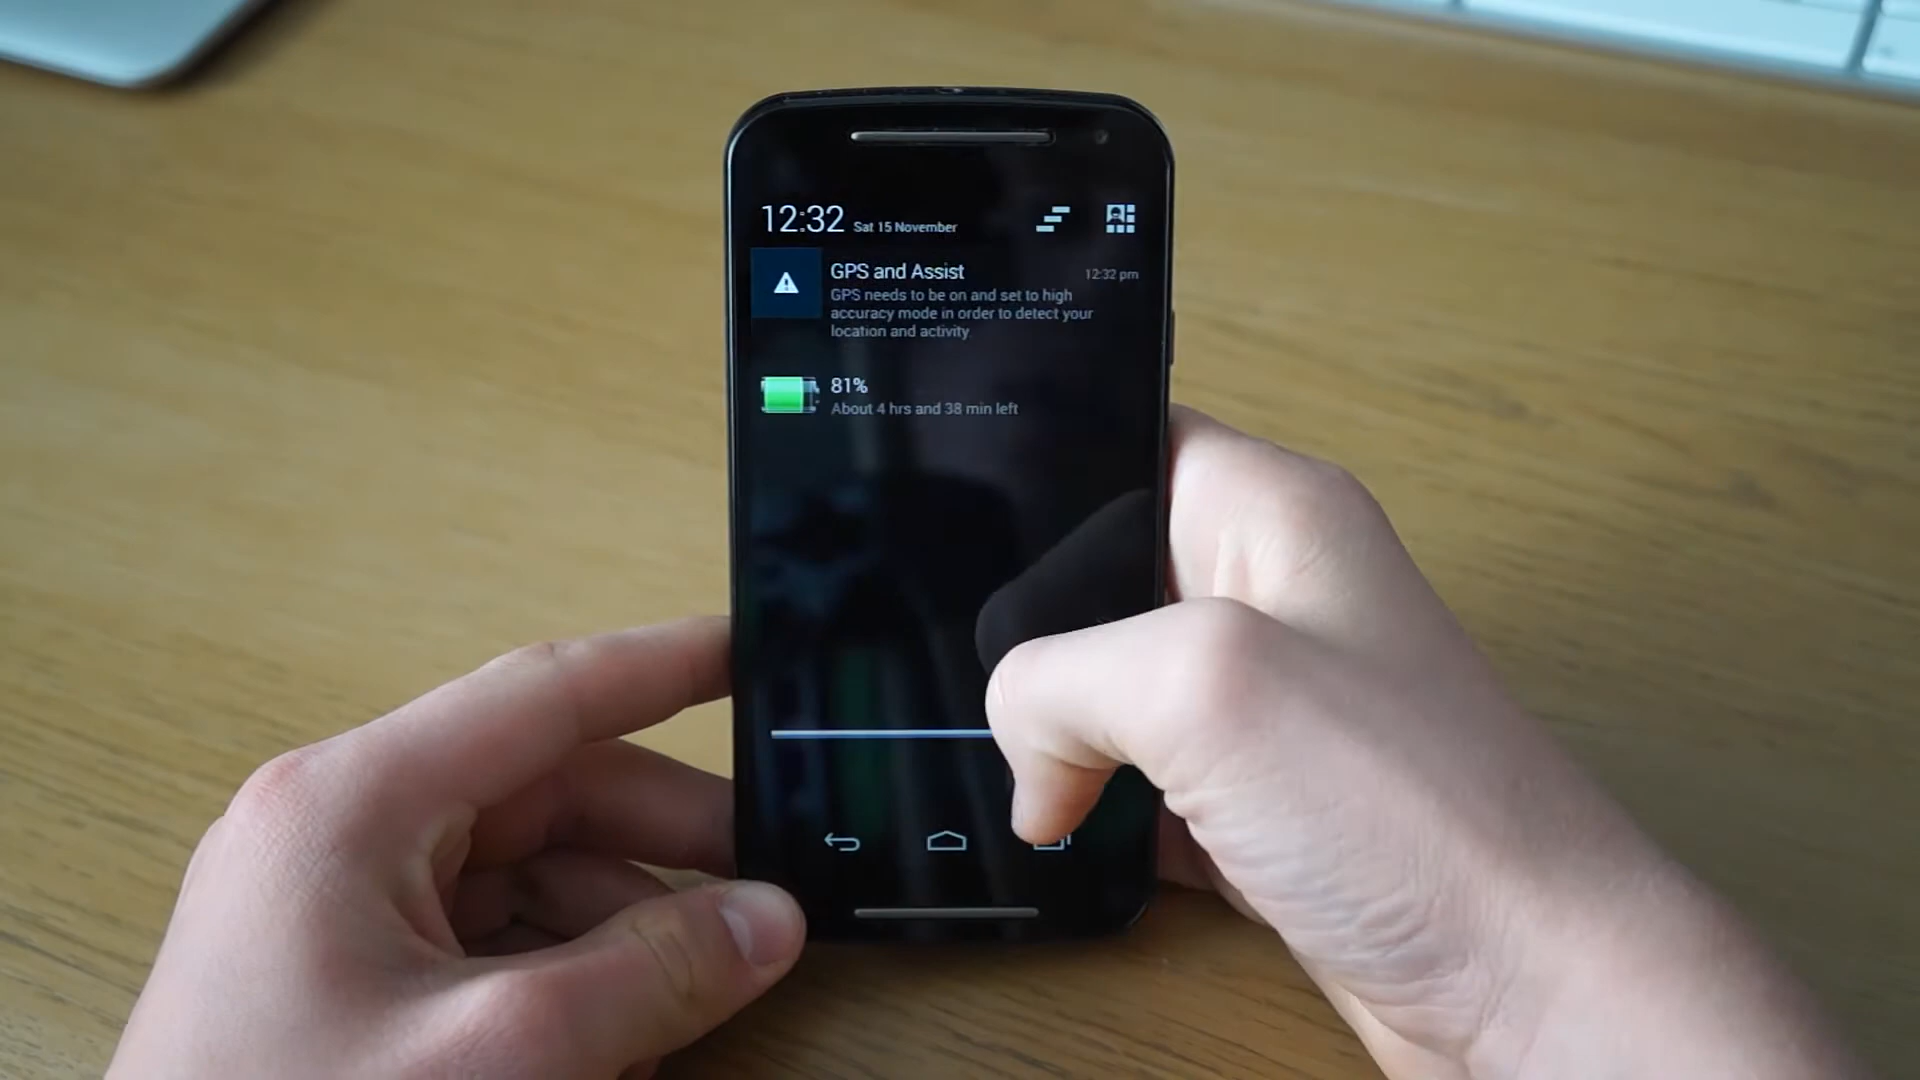 12:32 Sat 15 November
GPS and Assist 12:32 pm
GPS needs to be on and set to high
accuracy mode in order to detect your
location and activity.
81%
About 4 hrs and 38 min left